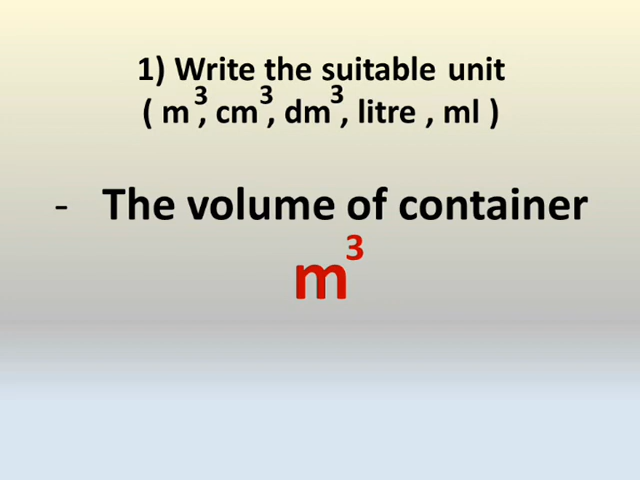 1) Write the suitable unit
( m³, cm³, dm³, litre , ml )
- The volume of container
m³